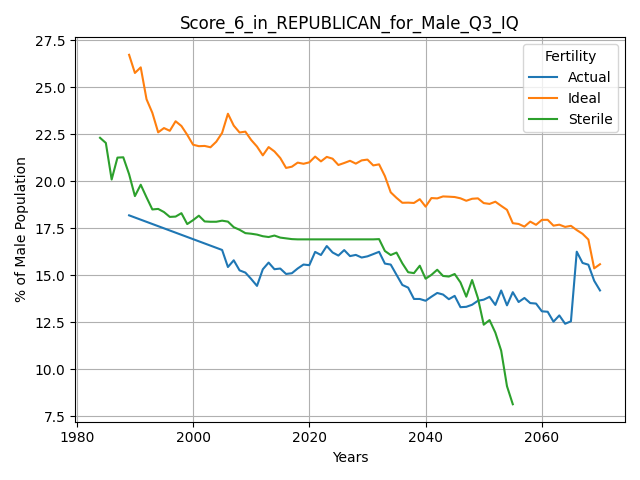 Score_6_in_REPUBLICAN_for_Male_Q3_IQ
27.5
25.0
22.5
20.0
17.5
15.0
12.5
10.0
7.5
% of Male Population
Fertility
Actual
Ideal
Sterile
1980 2000 2020 2040 2060
Years